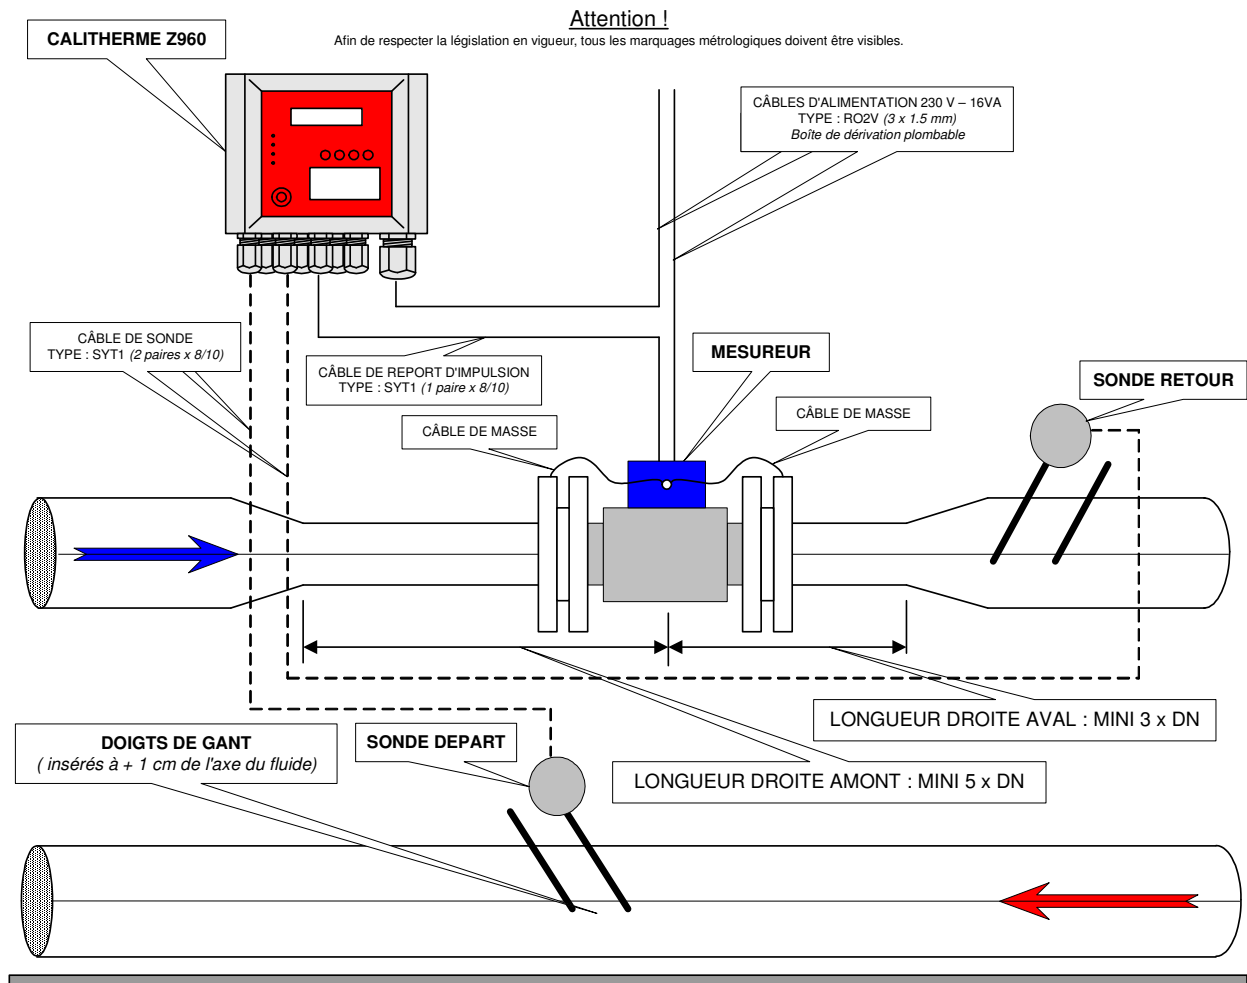 Attention !
Afin de respecter la législation en vigueur, tous les marquages métrologiques doivent être visibles.
CALITHERME Z960
CÂBLES D'ALIMENTATION 230 V – 16VA
TYPE : RO2V (3 x 1.5 mm)
Boîte de dérivation plombable
CÂBLE DE SONDE
TYPE : SYT1 (2 paires x 8/10)
CÂBLE DE REPORT D'IMPULSION
TYPE : SYT1 (1 paire x 8/10)
MESUREUR
SONDE RETOUR
CÂBLE DE MASSE
CÂBLE DE MASSE
LONGUEUR DROITE AVAL : MINI 3 x DN
DOIGTS DE GANT
( insérés à + 1 cm de l'axe du fluide)
SONDE DEPART
LONGUEUR DROITE AMONT : MINI 5 x DN